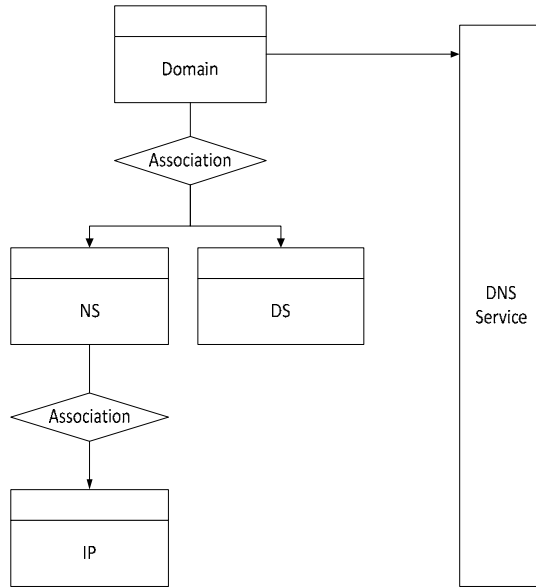 Domain
Association
NS
DS
DNS
Service
Association
IP